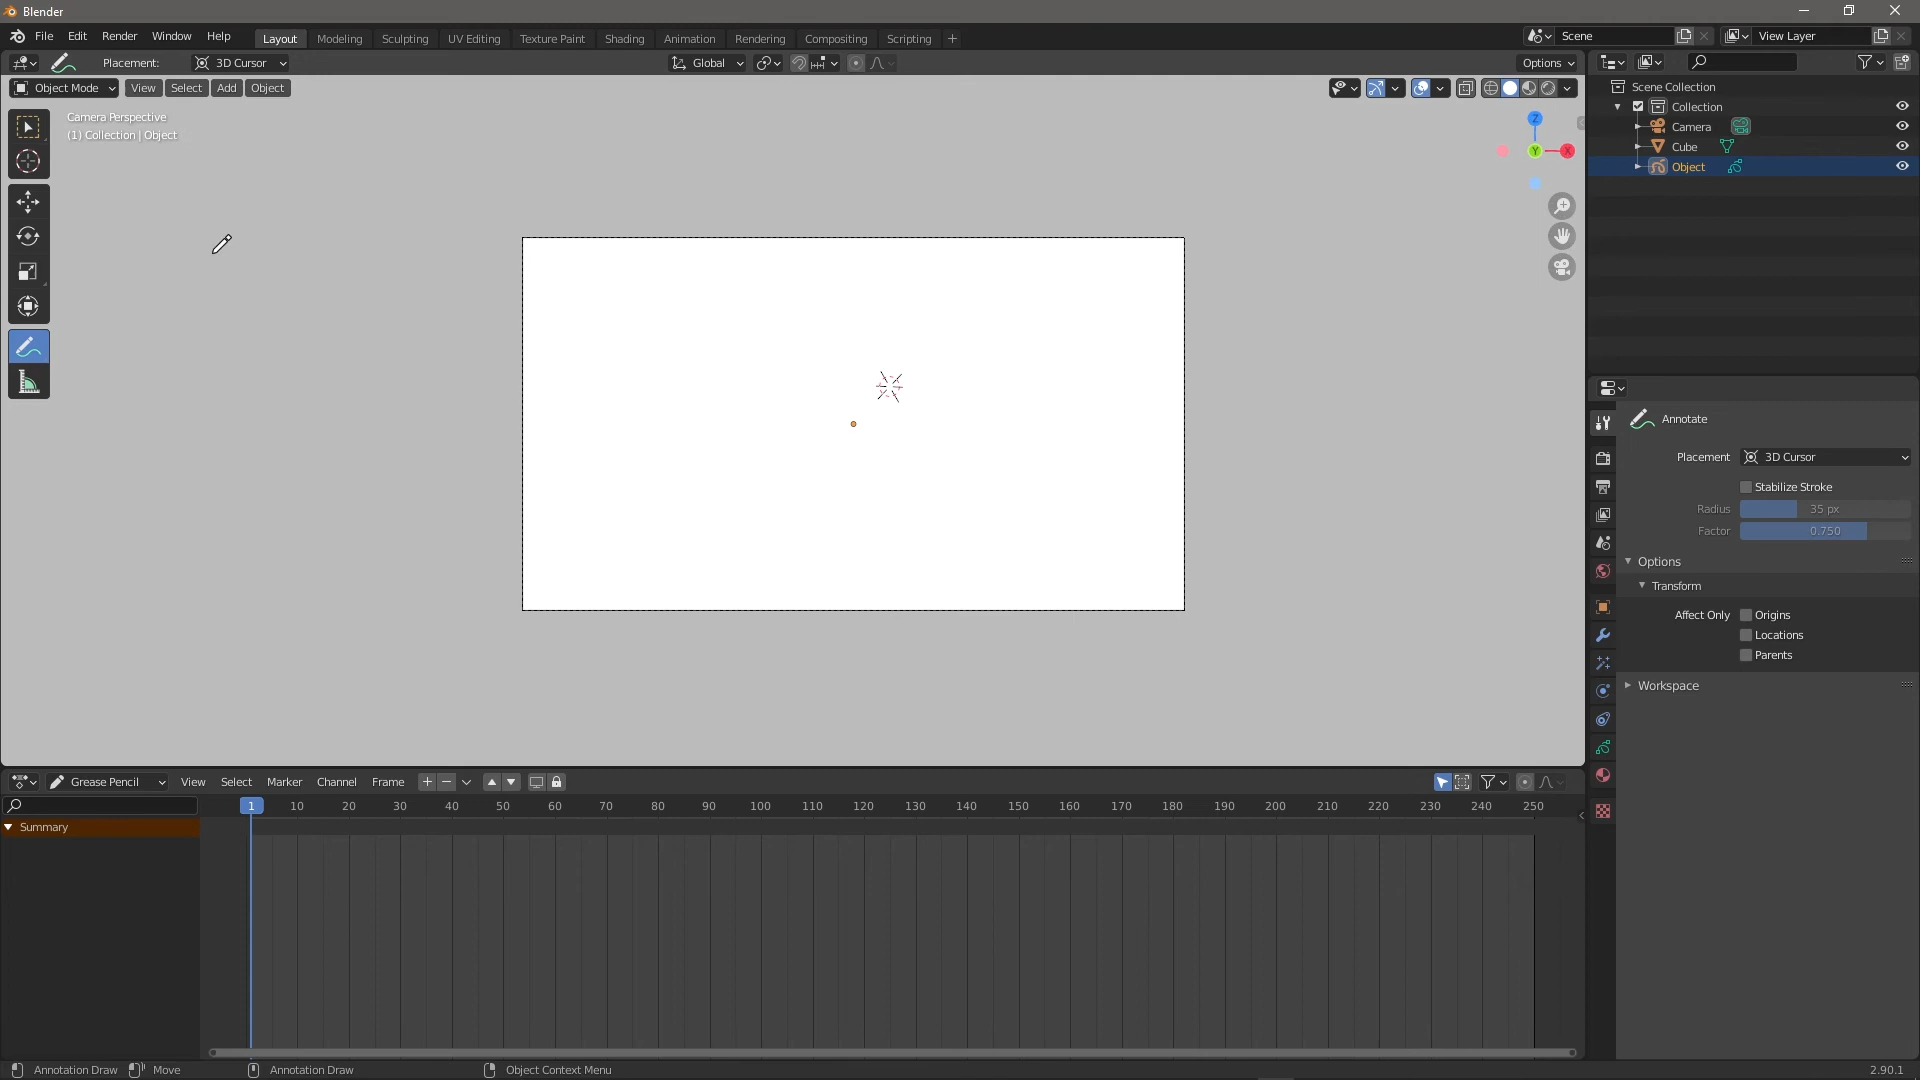 Blender
File Edit Render Window Help
Layout Modeling Sculpting UV Editing Texture Paint Shading Animation Rendering Compositing Scripting +
Scene
View Layer
Placement: 3D Cursor
Global
Options
Object Mode View Select Add Object
Camera Perspective
(1) Collection | Object
Z
Y
X
Scene Collection
Collection
Camera
Cube
Object
Annotate
Placement 3D Cursor
Stabilize Stroke
Radius 35 px
Factor 0.750
Options
Transform
Affect Only Origins
Locations
Parents
Workspace
Grease Pencil View Select Marker Channel Frame
1 10 20 30 40 50 60 70 80 90 100 110 120 130 140 150 160 170 180 190 200 210 220 230 240 250
Summary
Annotation Draw Move Annotation Draw Object Context Menu 2.90.1